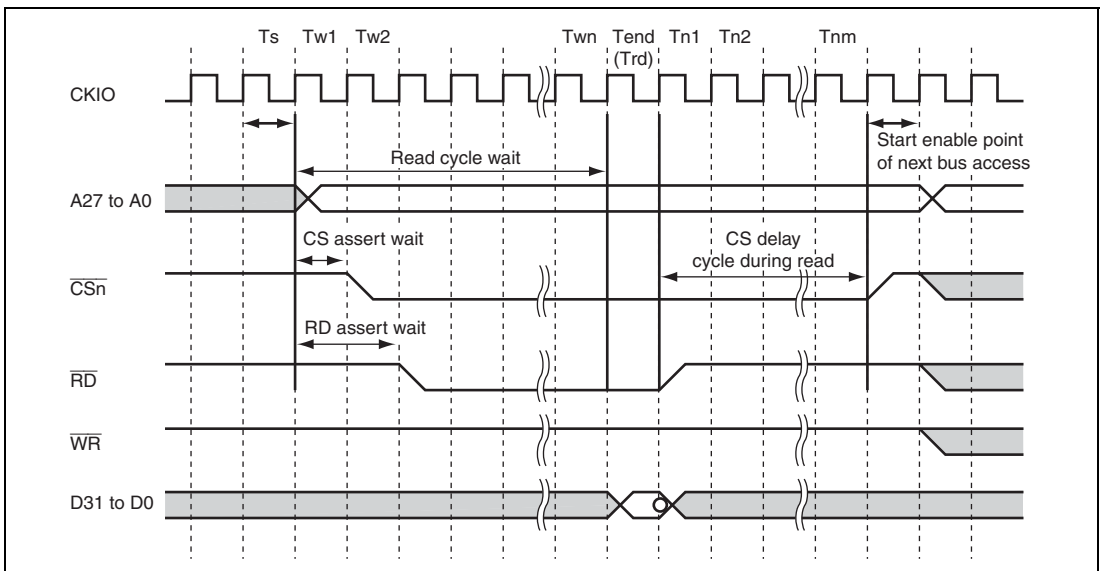 Ts Tw1 Tw2 Twn Tend Tn1 Tn2 Tnm
(Trd)
CKIO
Start enable point
of next bus access
Read cycle wait
A27 to A0
CS assert wait
CS delay
cycle during read
CSn
RD assert wait
RD
WR
D31 to D0